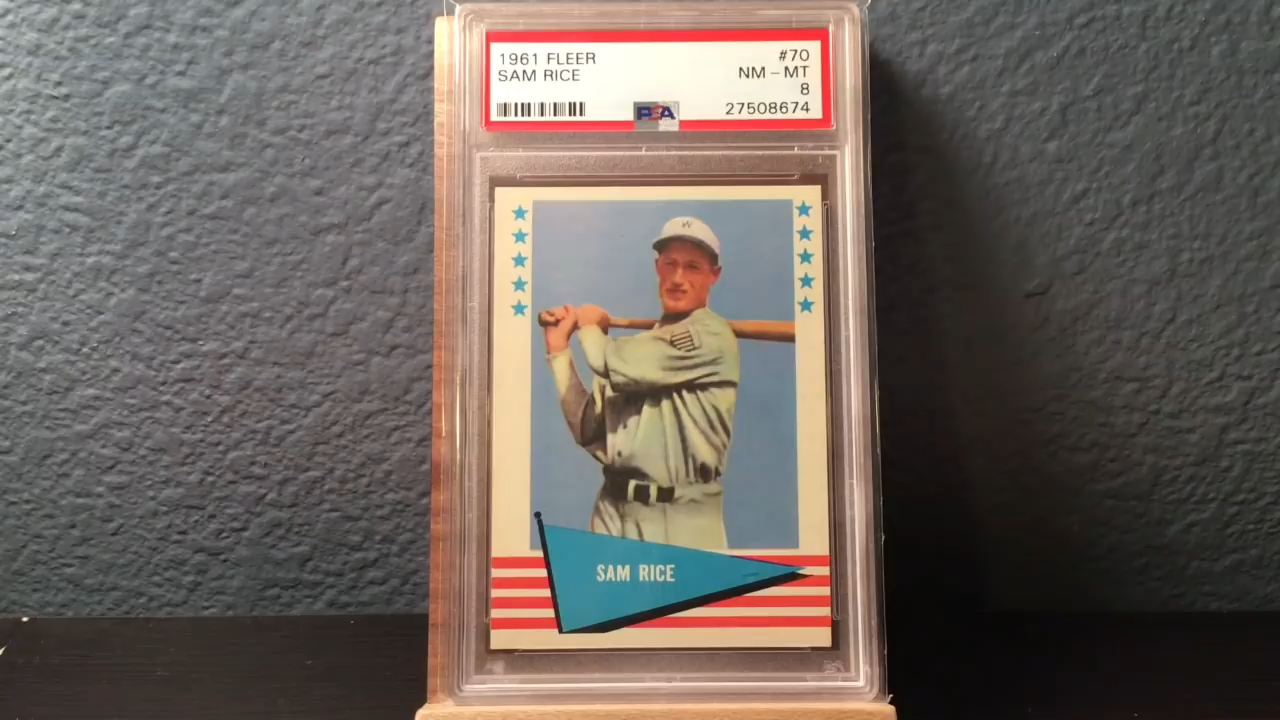 1961 FLEER
SAM RICE
#70
NM – MT
8
27508674
PSA
W
SAM RICE